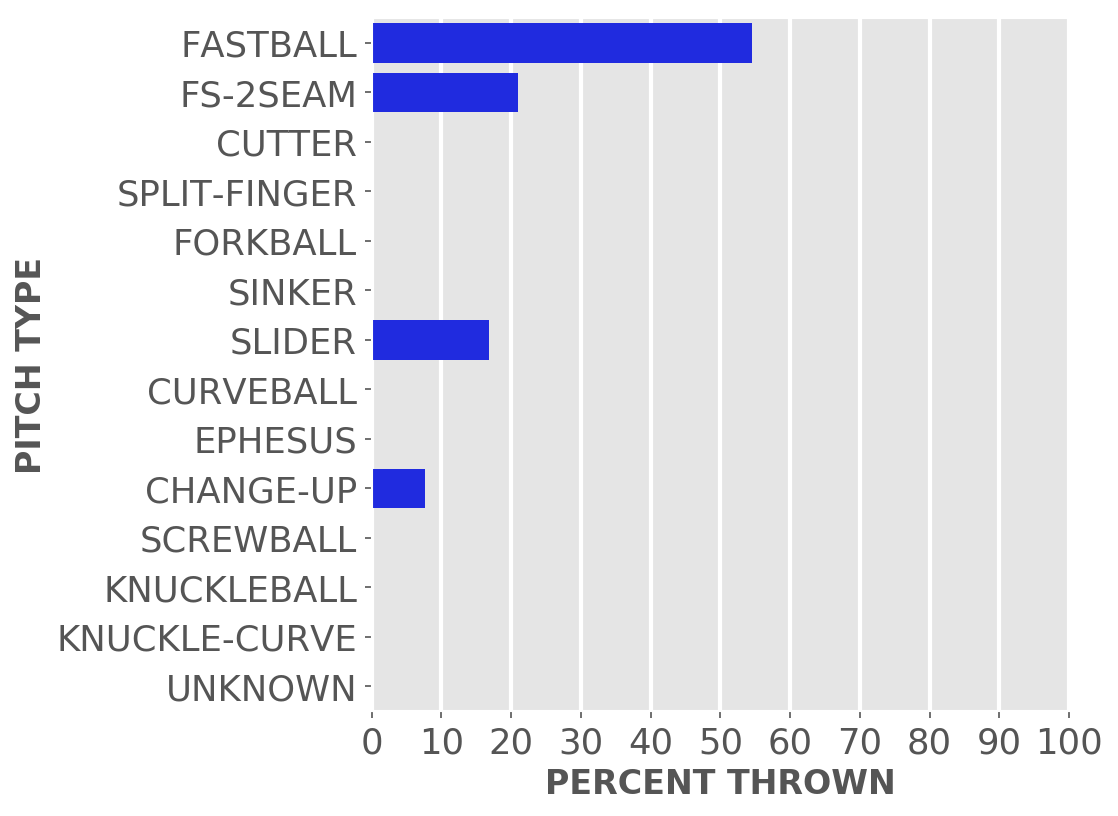 FASTBALL
FS-2SEAM
CUTTER
SPLIT-FINGER
FORKBALL
SINKER
SLIDER
CURVEBALL
EPHESUS
CHANGE-UP
SCREWBALL
KNUCKLEBALL
KNUCKLE-CURVE
UNKNOWN
PITCH TYPE
0 10 20 30 40 50 60 70 80 90 100
PERCENT THROWN